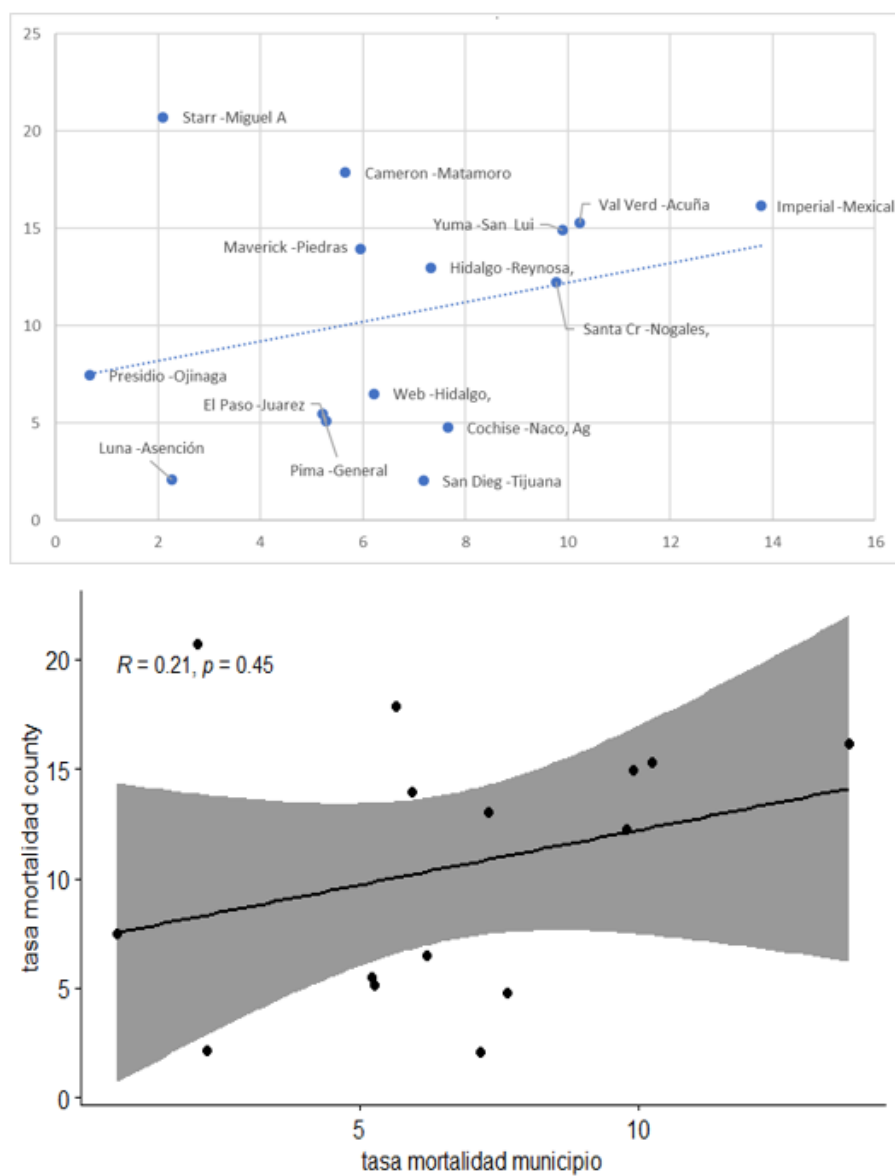 25
20
15
10
5
0
Starr -Miguel A
Cameron -Matamoro
Val Verd -Acuña
Imperial -Mexical
Yuma -San Lui
Maverick -Piedras
Hidalgo -Reynosa,
Santa Cr -Nogales,
Presidio -Ojinaga
Web -Hidalgo,
El Paso -Juarez
Cochise -Naco, Ag
Luna -Asención
Pima -General
San Dieg -Tijuana
0 2 4 6 8 10 12 14 16
R = 0.21, p = 0.45
20
15
10
5
0
tasa mortalidad county
5 10
tasa mortalidad municipio